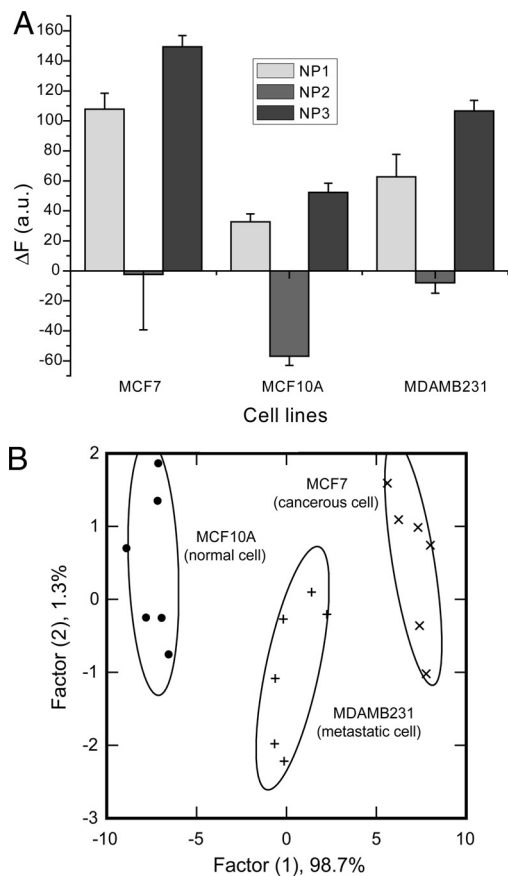 A
160
140
120
100
80
60
40
20
0
-20
-40
-60
ΔF (a.u.)
NP1
NP2
NP3
MCF7 MCF10A MDAMB231
Cell lines
B
2
1
0
-1
-2
-3
Factor (2), 1.3%
MCF7
(cancerous cell)
MCF10A
(normal cell)
MDAMB231
(metastatic cell)
-10 -5 0 5 10
Factor (1), 98.7%